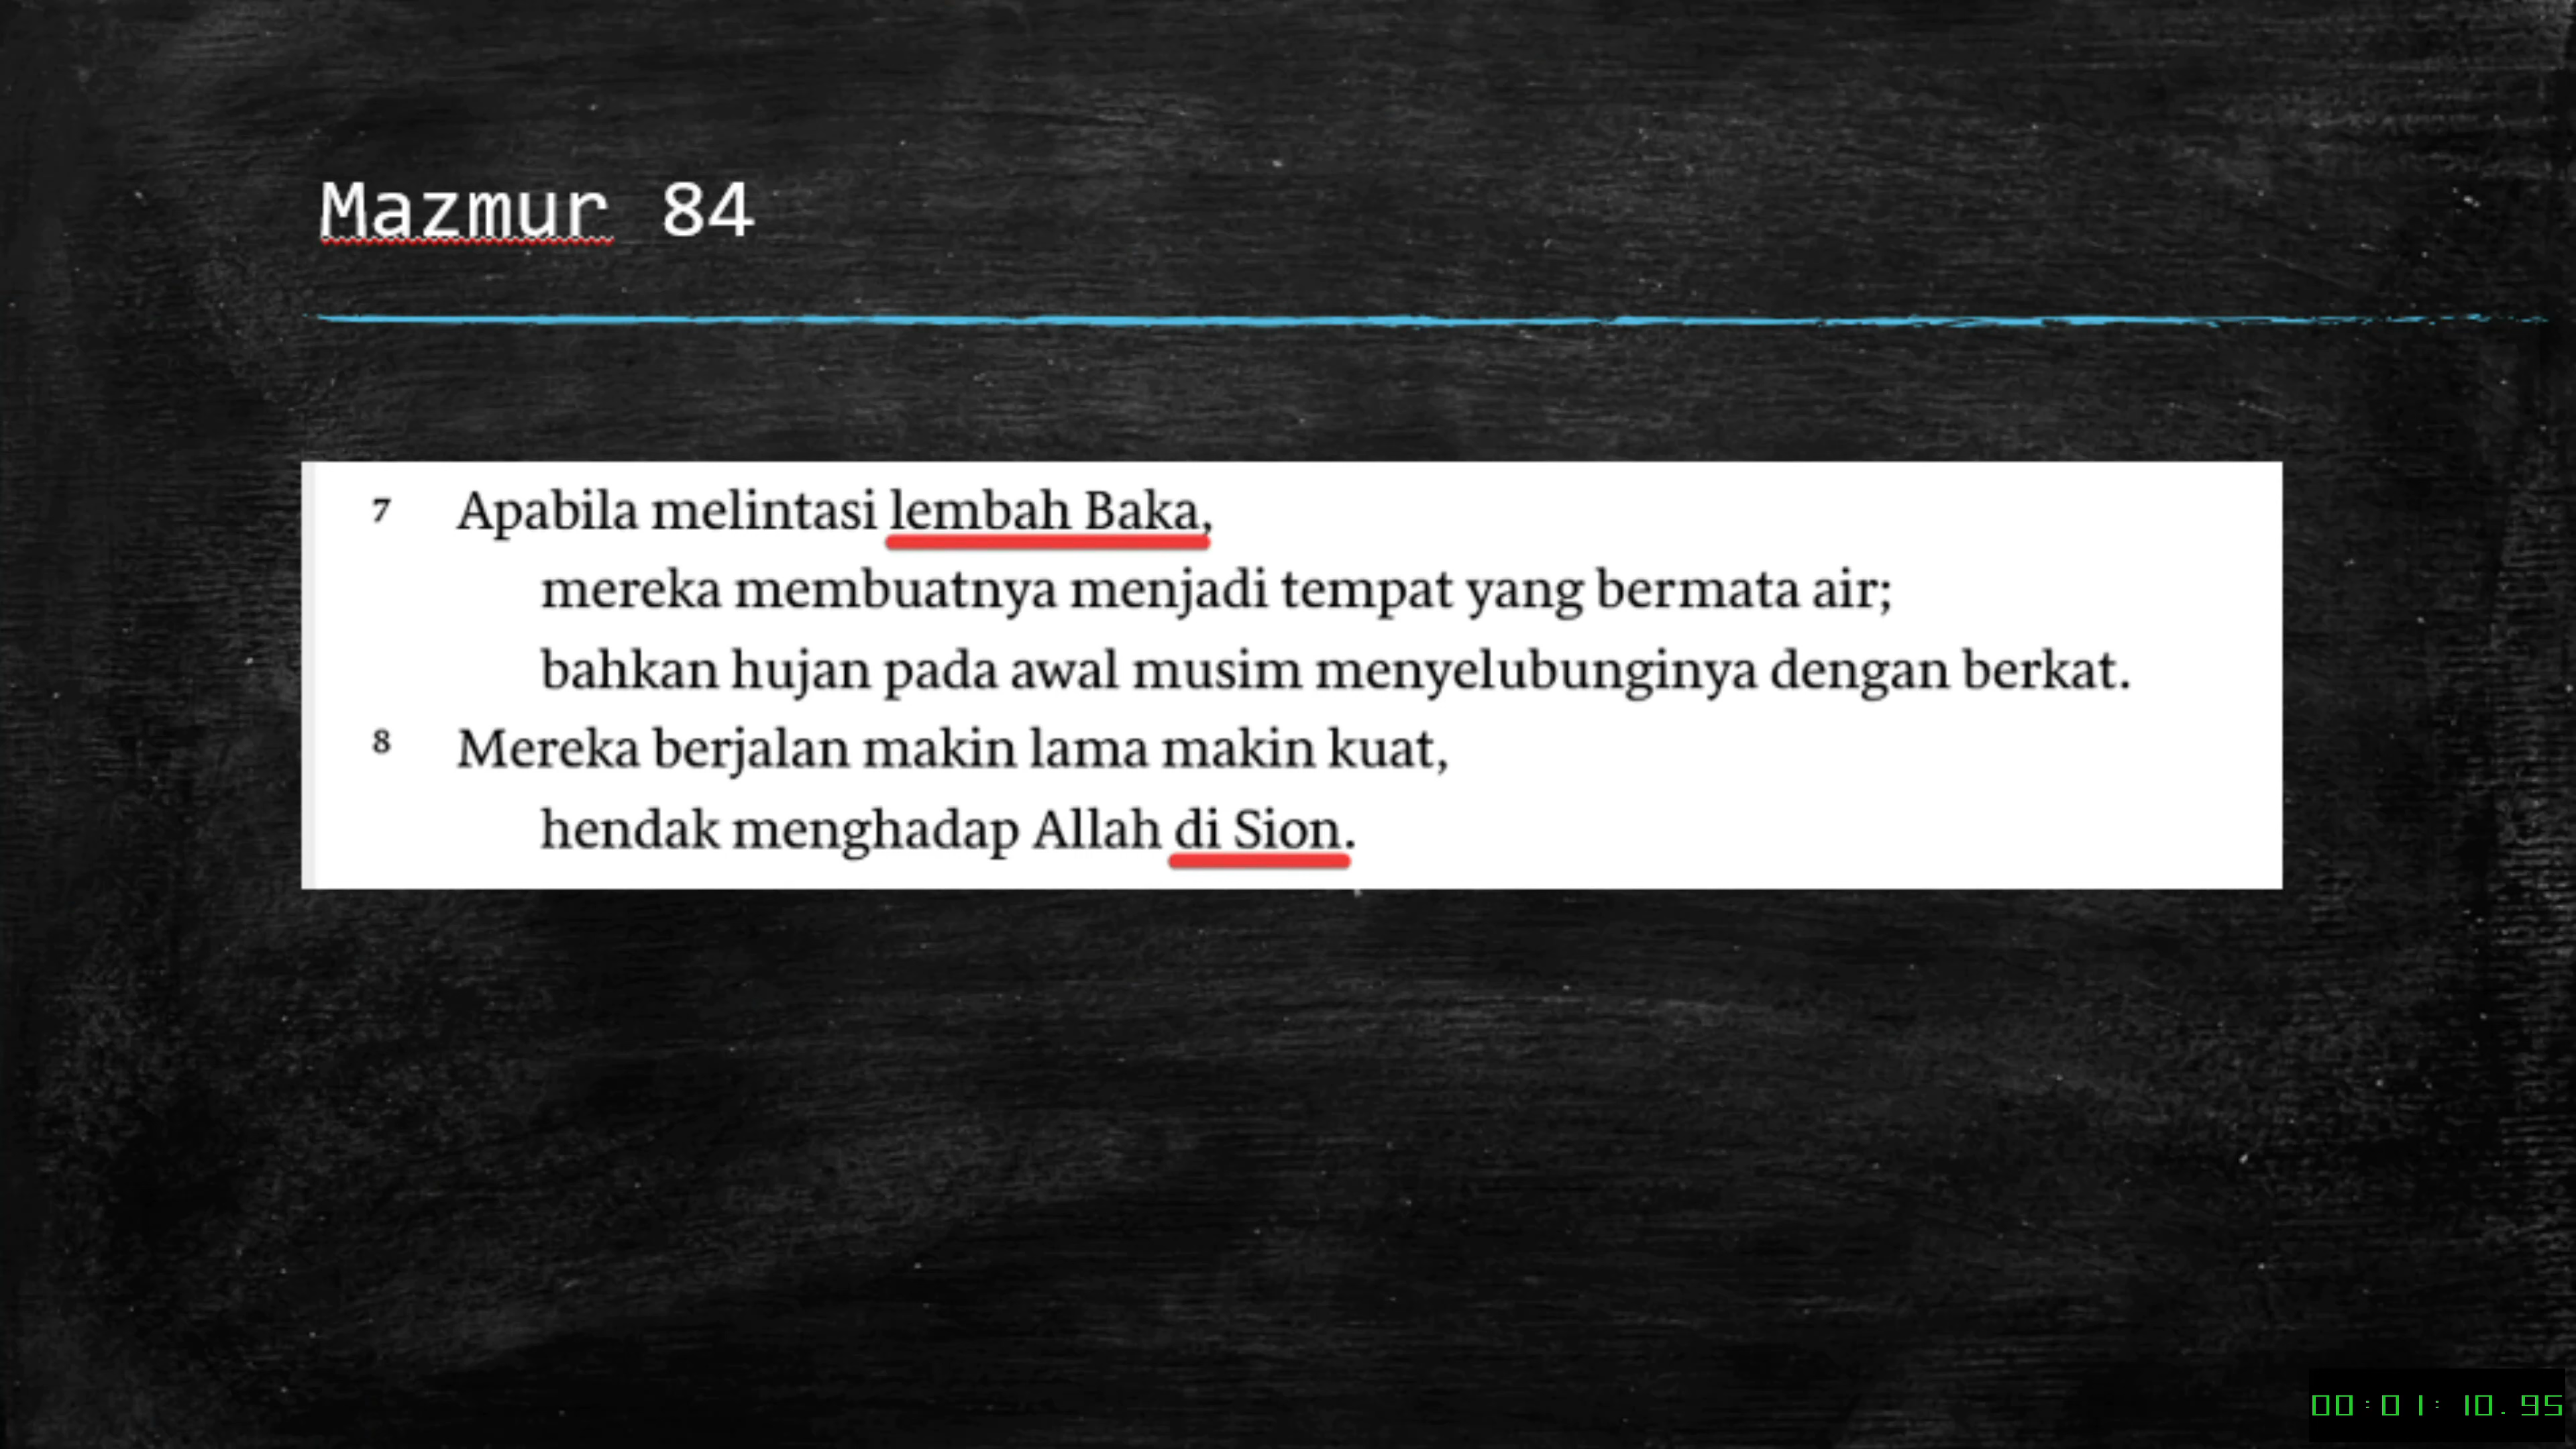 Mazmur 84
7 Apabila melintasi lembah Baka,
mereka membuatnya menjadi tempat yang bermata air;
bahkan hujan pada awal musim menyelubunginya dengan berkat.
8 Mereka berjalan makin lama makin kuat,
hendak menghadap Allah di Sion.
00:01:10.95